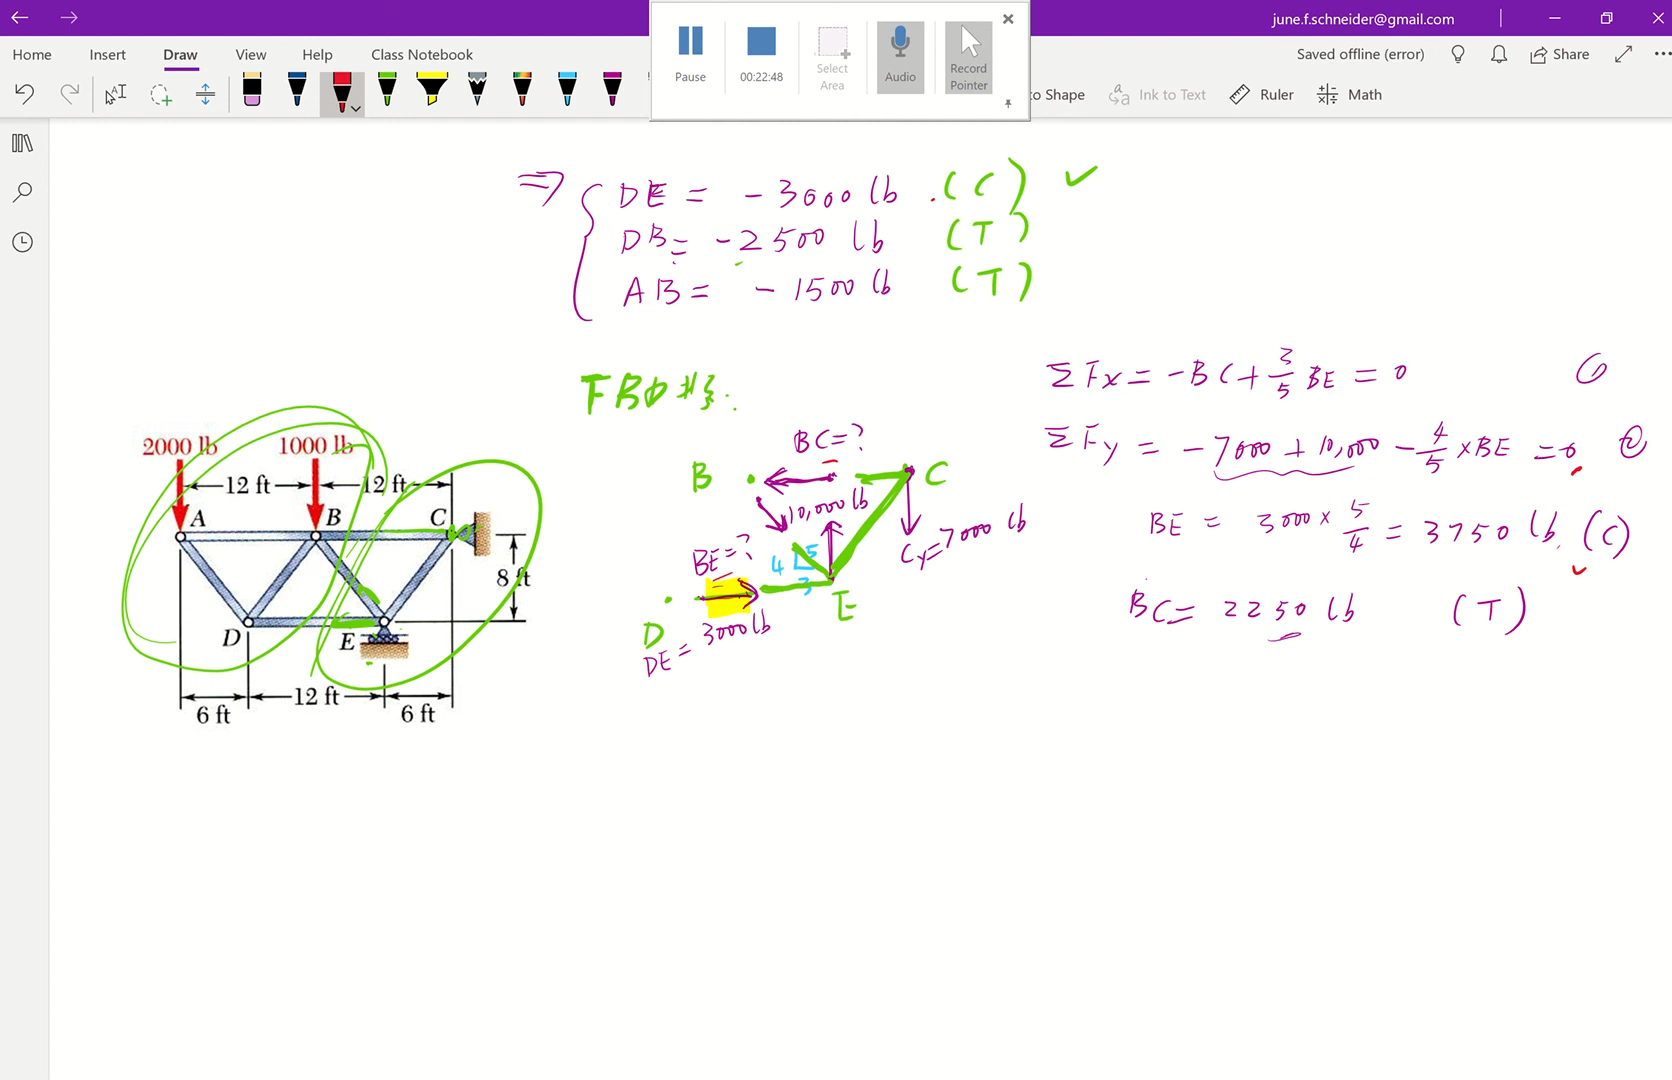 june.f.schneider@gmail.com
Home Insert Draw View Help Class Notebook
Pause 00:22:48 Select Area Audio Record Pointer
Saved offline (error) Share
to Shape Ink to Text Ruler Math
⇒ { DE = - 3000 lb . (C) ✓
DB = - 2500 lb (T)
AB = - 1500 lb (T)
FBD #3.
ΣFx = -BC + 3/5 BE = 0 ①
ΣFy = -7000 + 10,000 - 4/5 × BE = 0 ②
BE = 3000 × 5/4 = 3750 lb. (C)
BC = 2250 lb (T)
2000 lb 1000 lb
12 ft 12 ft
A B C
8 ft
D E
12 ft
6 ft 6 ft
BC = ?
B C
10,000 lb
Cy = 7000 lb
BE = ?
4 5
3
D E
DE = 3000 lb